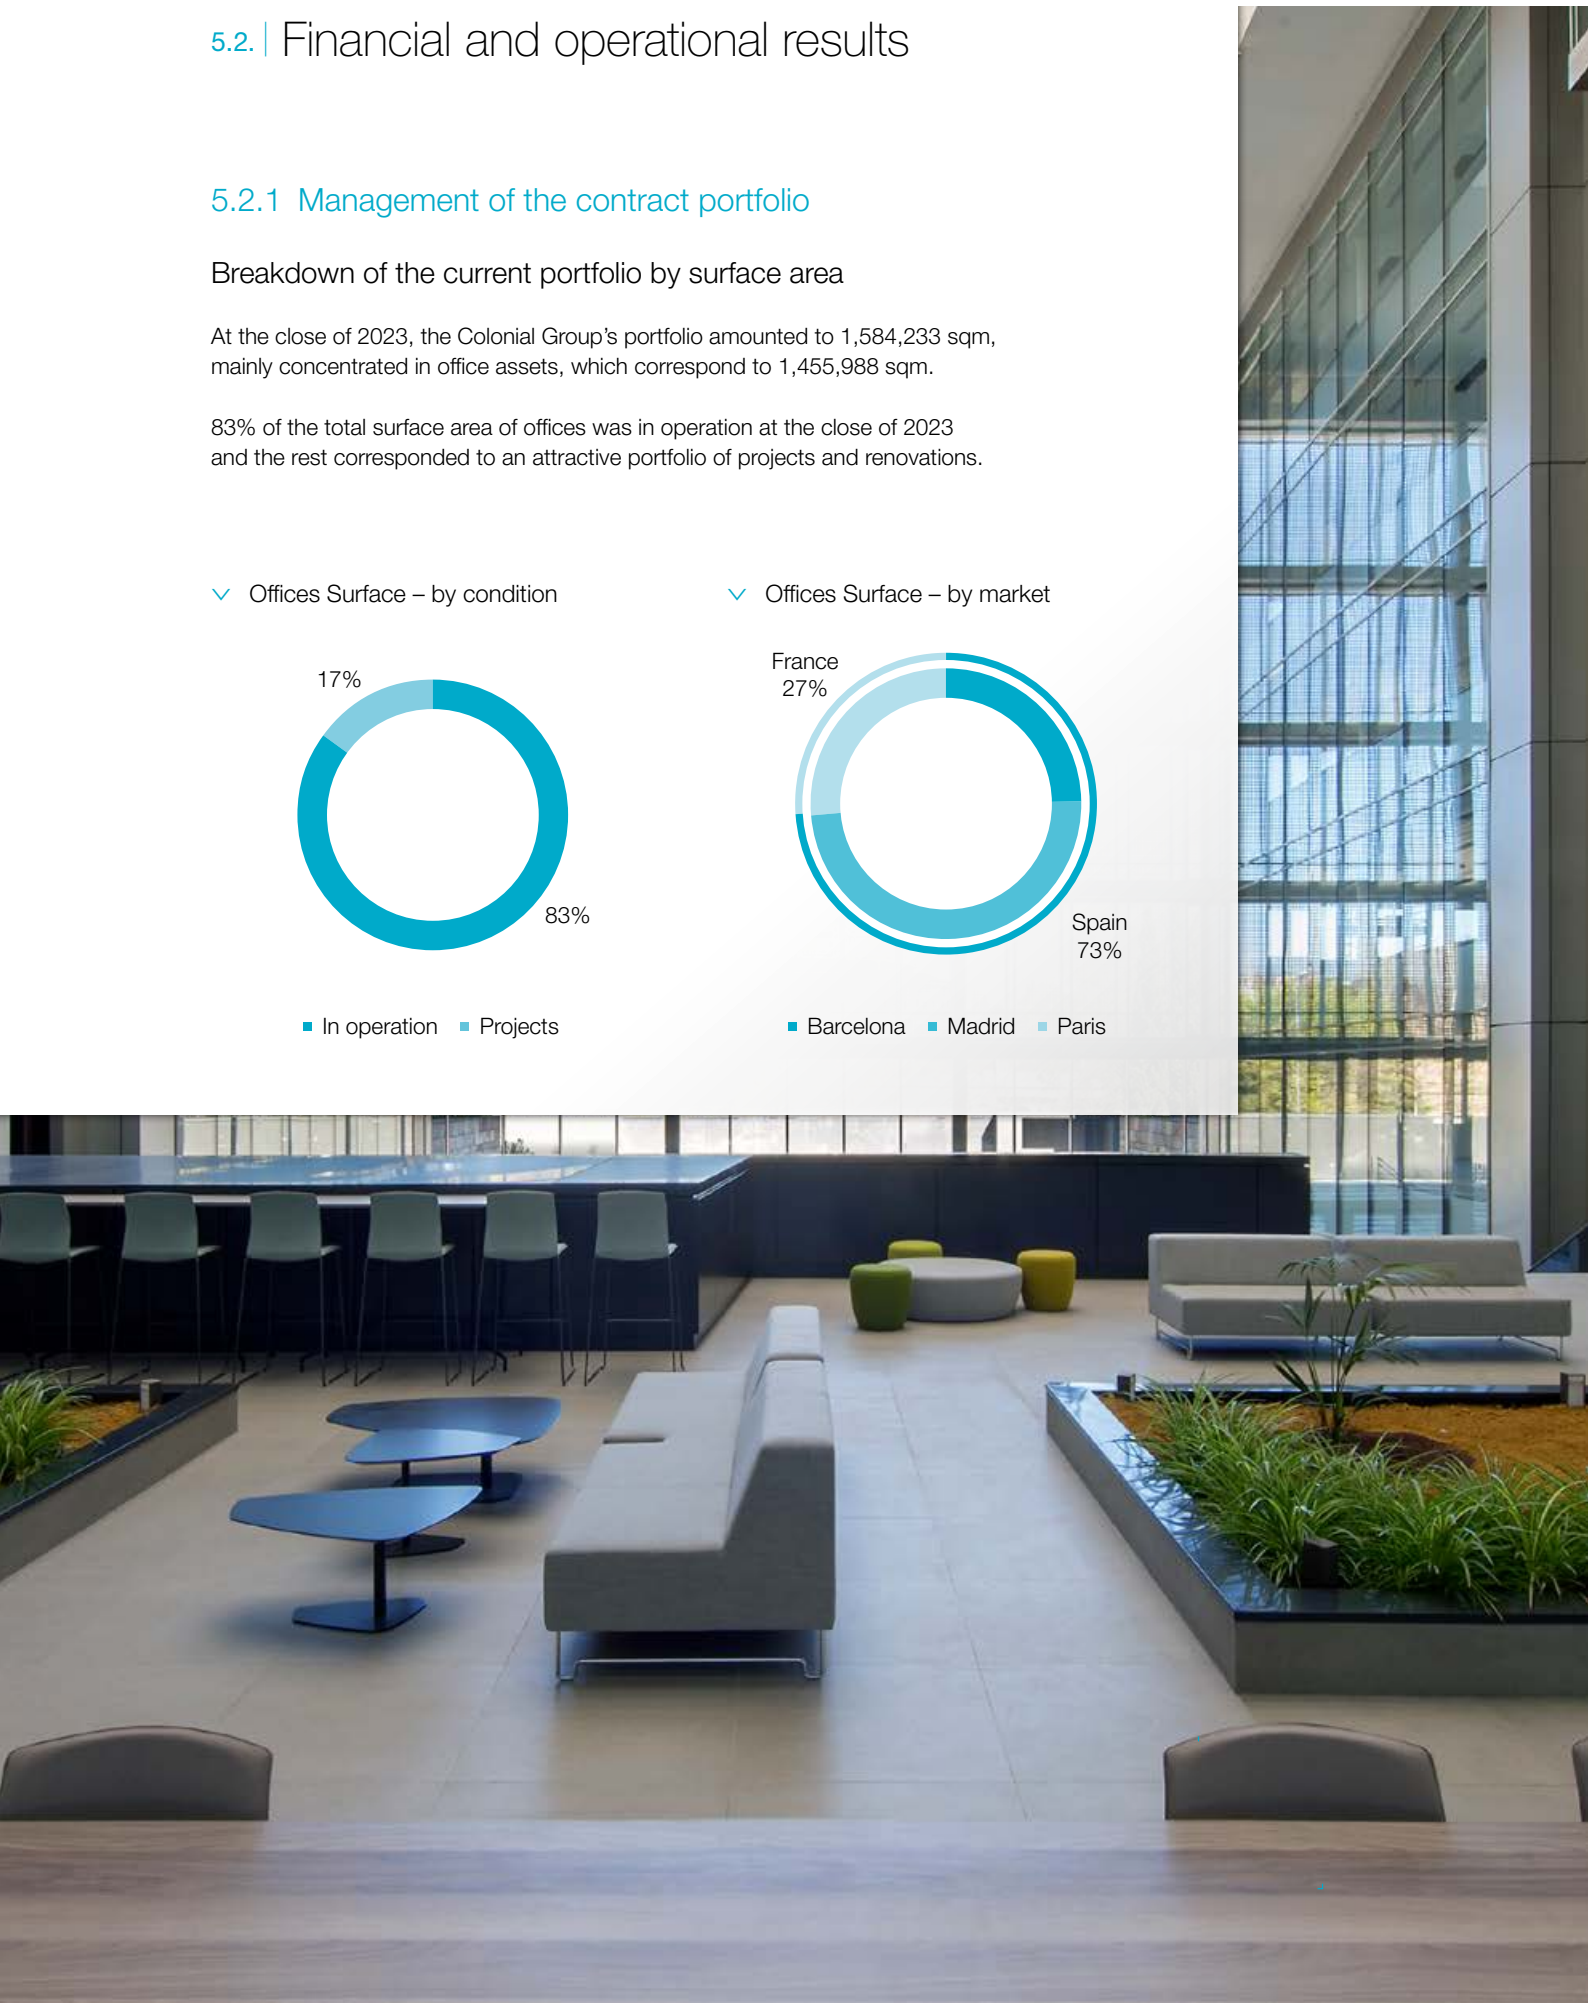 5.2. Financial and operational results
5.2.1 Management of the contract portfolio
Breakdown of the current portfolio by surface area
At the close of 2023, the Colonial Group’s portfolio amounted to 1,584,233 sqm,
mainly concentrated in office assets, which correspond to 1,455,988 sqm.
83% of the total surface area of offices was in operation at the close of 2023
and the rest corresponded to an attractive portfolio of projects and renovations.
Offices Surface – by condition
17%
83%
In operation Projects
Offices Surface – by market
France
27%
Spain
73%
Barcelona Madrid Paris